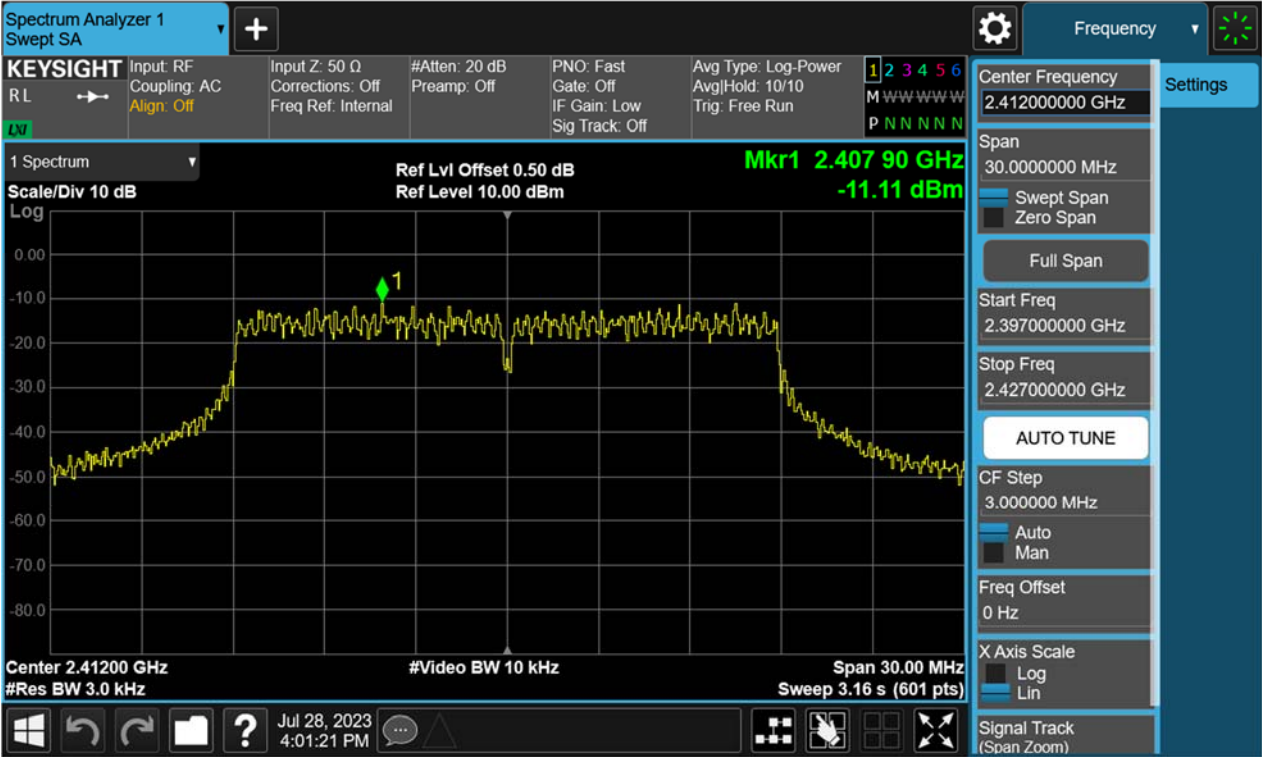 Spectrum Analyzer 1
Swept SA
Frequency
KEYSIGHT
R L
LXI
Input: RF
Coupling: AC
Align: Off
Input Z: 50 Ω
Corrections: Off
Freq Ref: Internal
#Atten: 20 dB
Preamp: Off
PNO: Fast
Gate: Off
IF Gain: Low
Sig Track: Off
Avg Type: Log-Power
Avg|Hold: 10/10
Trig: Free Run
1 2 3 4 5 6
M W W W W W
P N N N N N
1 Spectrum
Scale/Div 10 dB
Ref Lvl Offset 0.50 dB
Ref Level 10.00 dBm
Mkr1 2.407 90 GHz
-11.11 dBm
Log
0.00
-10.0
-20.0
-30.0
-40.0
-50.0
-60.0
-70.0
-80.0
1
Center 2.41200 GHz
#Res BW 3.0 kHz
#Video BW 10 kHz
Span 30.00 MHz
Sweep 3.16 s (601 pts)
Center Frequency
2.412000000 GHz
Span
30.0000000 MHz
Swept Span
Zero Span
Full Span
Start Freq
2.397000000 GHz
Stop Freq
2.427000000 GHz
AUTO TUNE
CF Step
3.000000 MHz
Auto
Man
Freq Offset
0 Hz
X Axis Scale
Log
Lin
Signal Track
(Span Zoom)
Settings
?
Jul 28, 2023
4:01:21 PM